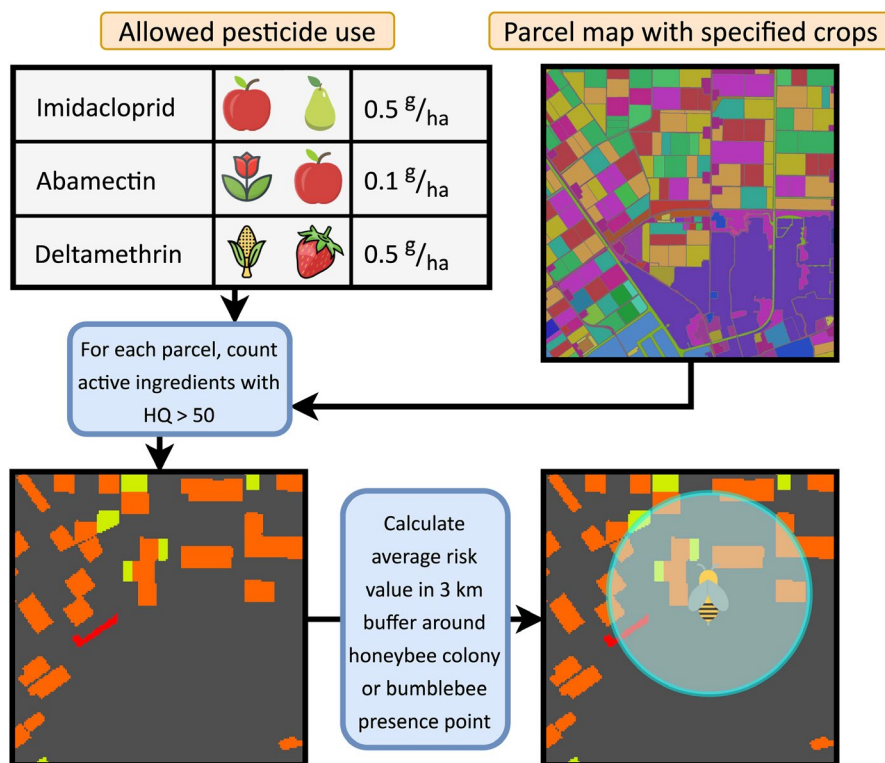 Allowed pesticide use
Parcel map with specified crops
Imidacloprid 0.5 g/ha
Abamectin 0.1 g/ha
Deltamethrin 0.5 g/ha
For each parcel, count
active ingredients with
HQ > 50
Calculate
average risk
value in 3 km
buffer around
honeybee colony
or bumblebee
presence point